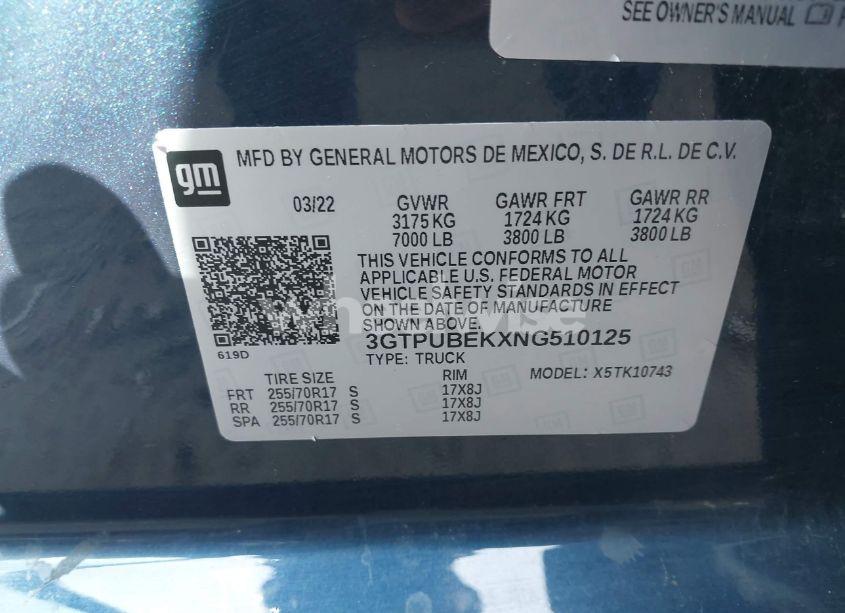 SEE OWNER'S MANUAL
gm
MFD BY GENERAL MOTORS DE MEXICO, S. DE R.L. DE C.V.
03/22 GVWR GAWR FRT GAWR RR
3175 KG 1724 KG 1724 KG
7000 LB 3800 LB 3800 LB
THIS VEHICLE CONFORMS TO ALL
APPLICABLE U.S. FEDERAL MOTOR
VEHICLE SAFETY STANDARDS IN EFFECT
ON THE DATE OF MANUFACTURE
SHOWN ABOVE.
3GTPUBEKXNG510125
619D
TYPE: TRUCK
TIRE SIZE RIM MODEL: X5TK10743
FRT 255/70R17 S 17X8J
RR 255/70R17 S 17X8J
SPA 255/70R17 S 17X8J